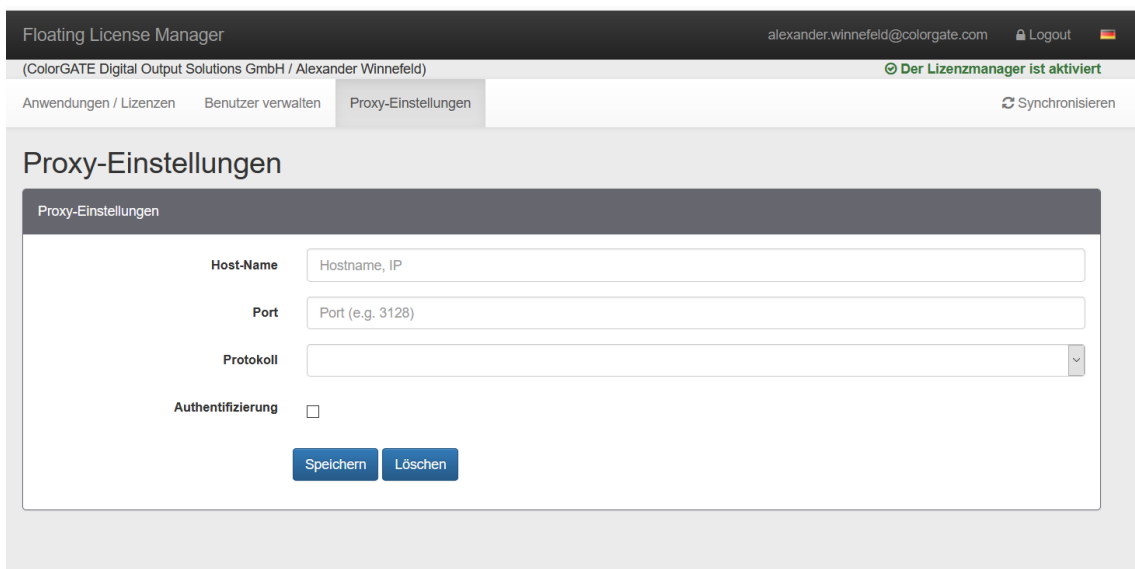 Floating License Manager alexander.winnefeld@colorgate.com Logout
(ColorGATE Digital Output Solutions GmbH / Alexander Winnefeld) Der Lizenzmanager ist aktiviert
Anwendungen / Lizenzen Benutzer verwalten Proxy-Einstellungen Synchronisieren
Proxy-Einstellungen
Proxy-Einstellungen
Host-Name Hostname, IP
Port Port (e.g. 3128)
Protokoll
Authentifizierung
Speichern Löschen